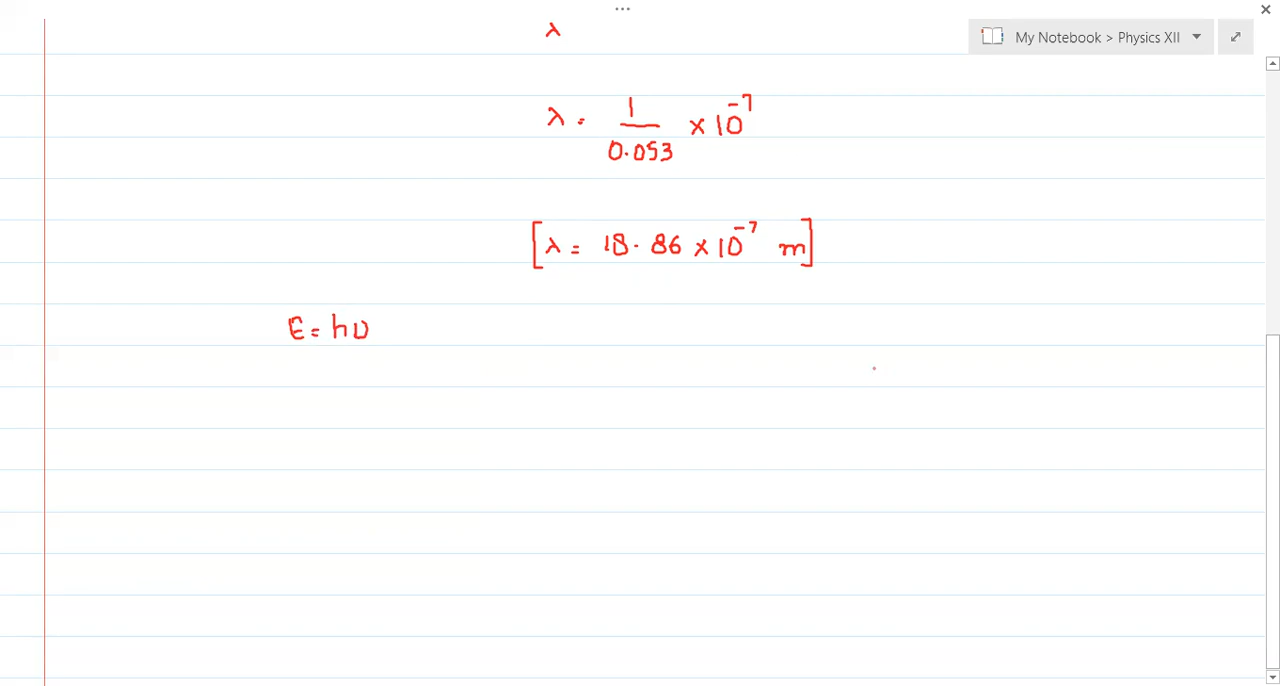 ...
My Notebook > Physics XII
λ
λ = 1/0.053 × 10⁻⁷
[λ = 18.86 × 10⁻⁷ m]
E = hυ